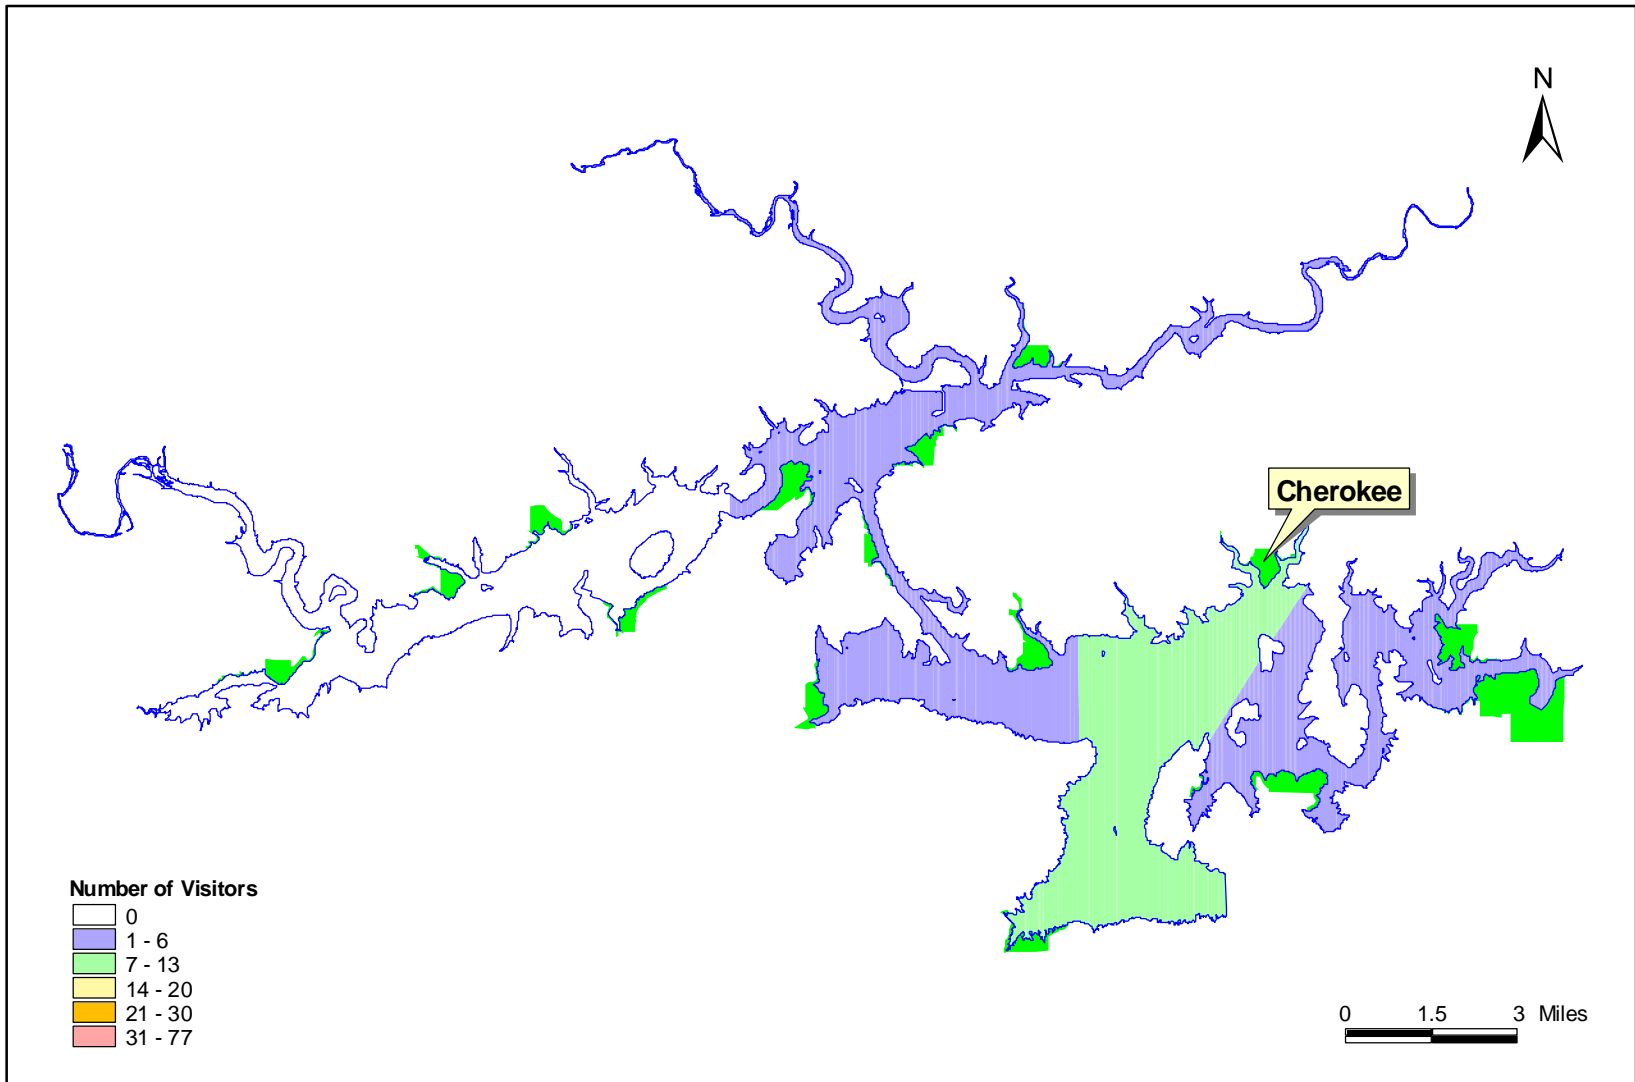 N
Cherokee
Number of Visitors
0
1 - 6
7 - 13
14 - 20
21 - 30
31 - 77
0 1.5 3 Miles